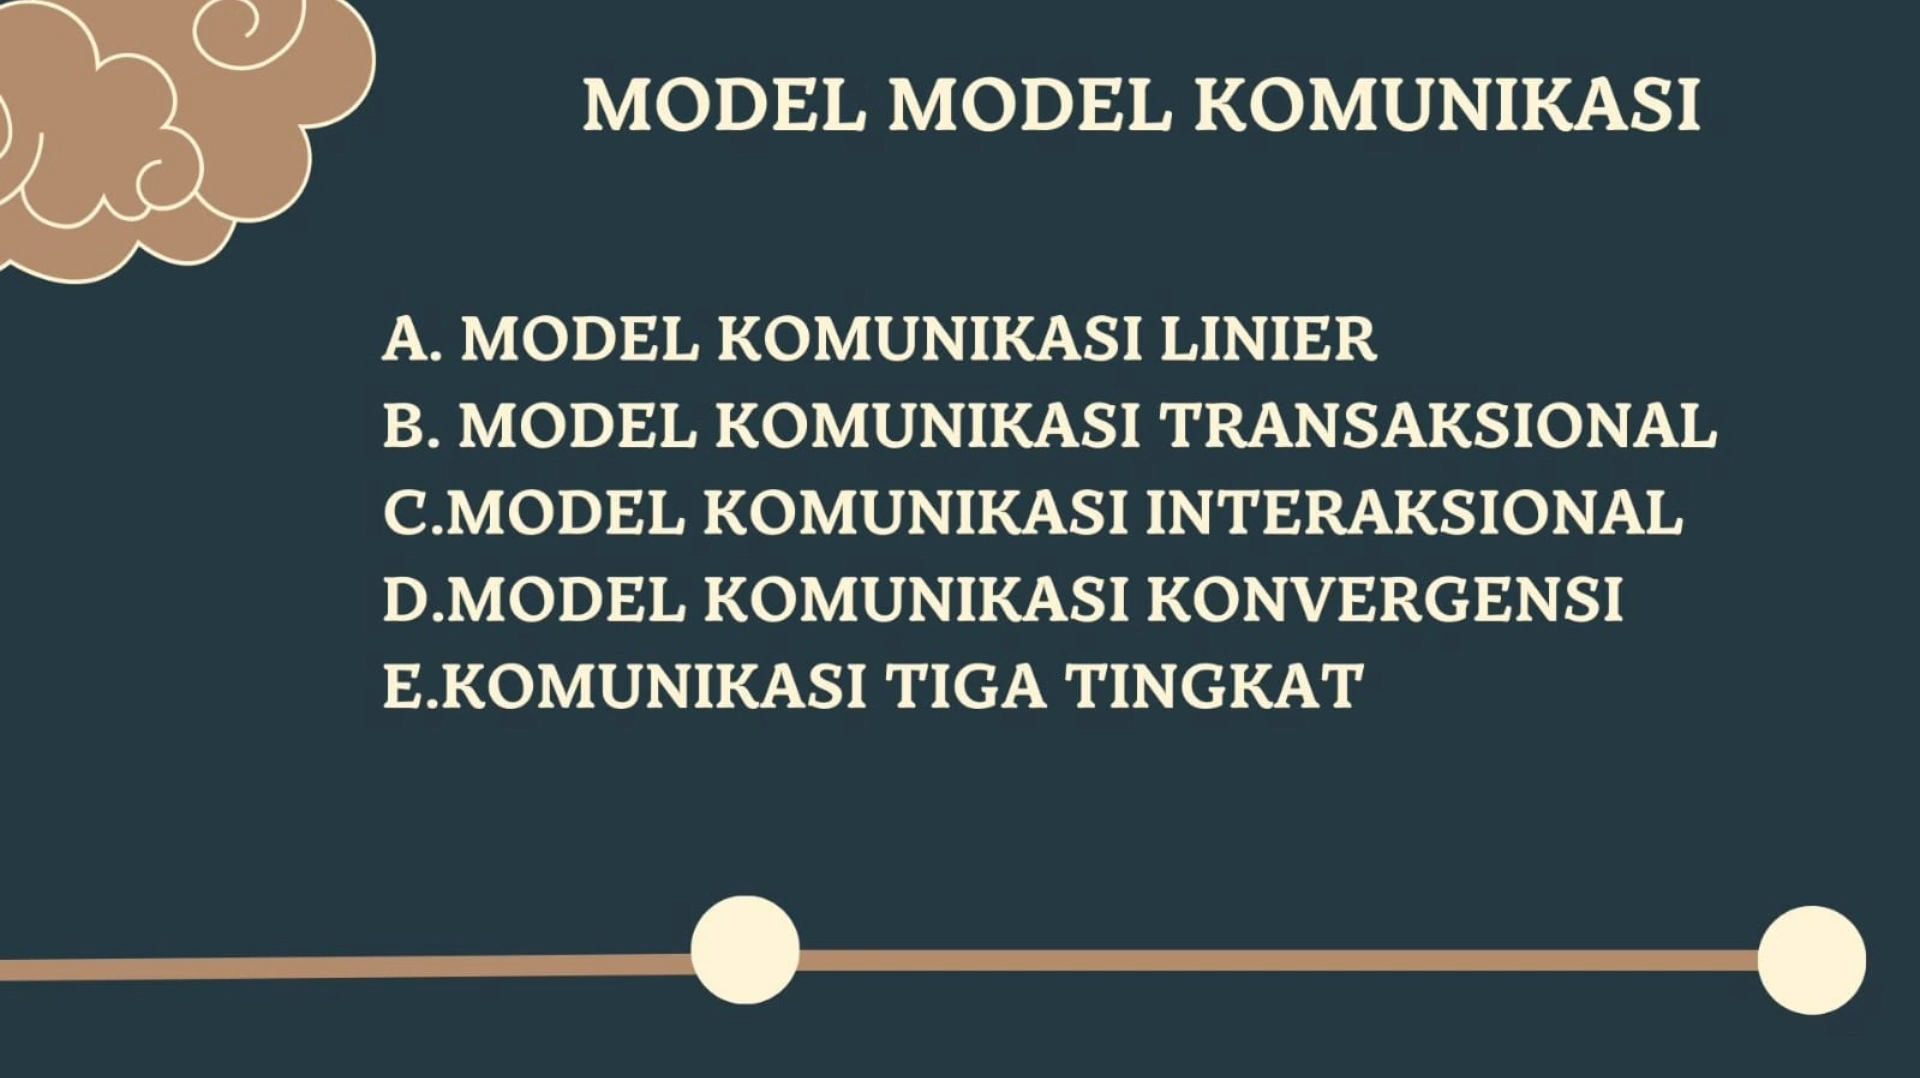 MODEL MODEL KOMUNIKASI
A. MODEL KOMUNIKASI LINIER
B. MODEL KOMUNIKASI TRANSAKSIONAL
C.MODEL KOMUNIKASI INTERAKSIONAL
D.MODEL KOMUNIKASI KONVERGENSI
E.KOMUNIKASI TIGA TINGKAT